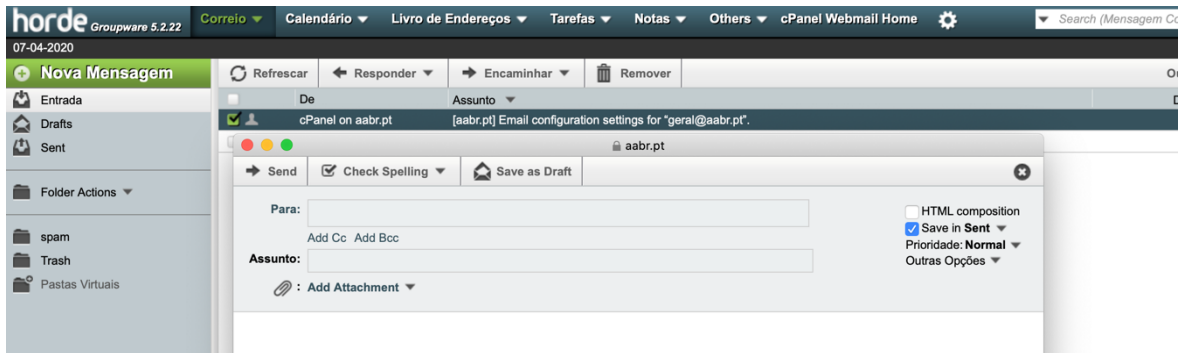 horde Groupware 5.2.22 Correio Calendário Livro de Endereços Tarefas Notas Others cPanel Webmail Home Search (Mensagem Co
07-04-2020
Nova Mensagem Refrescar Responder Encaminhar Remover
Entrada De Assunto
Drafts cPanel on aabr.pt [aabr.pt] Email configuration settings for “geral@aabr.pt”.
Sent aabr.pt
Send Check Spelling Save as Draft
Folder Actions
Para: HTML composition
Save in Sent
spam Add Cc Add Bcc Prioridade: Normal
Trash Assunto: Outras Opções
Pastas Virtuais : Add Attachment